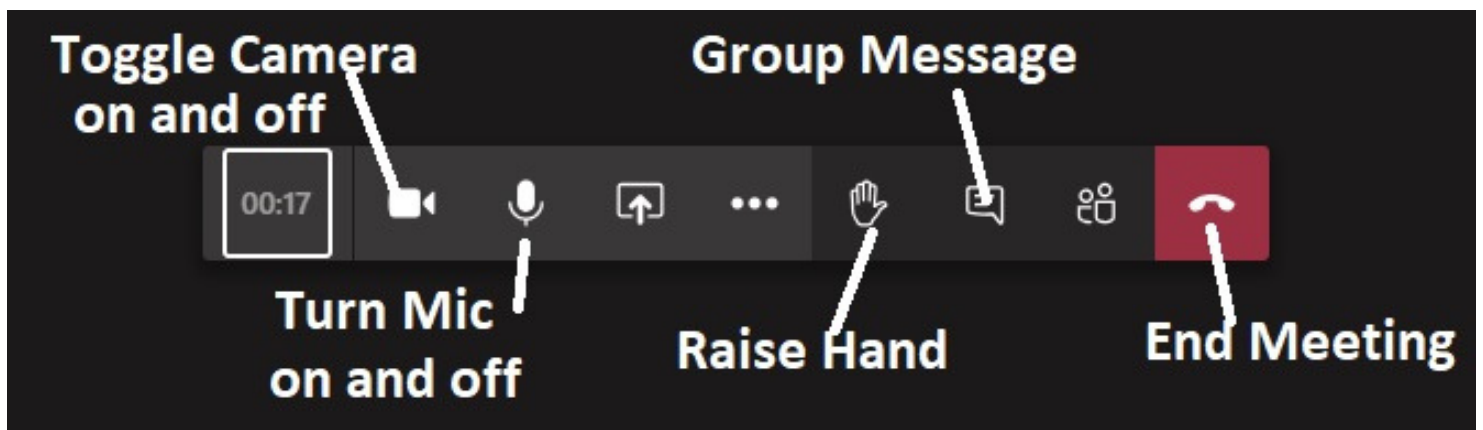 Toggle Camera
on and off
Group Message
00:17
Turn Mic
on and off
Raise Hand
End Meeting